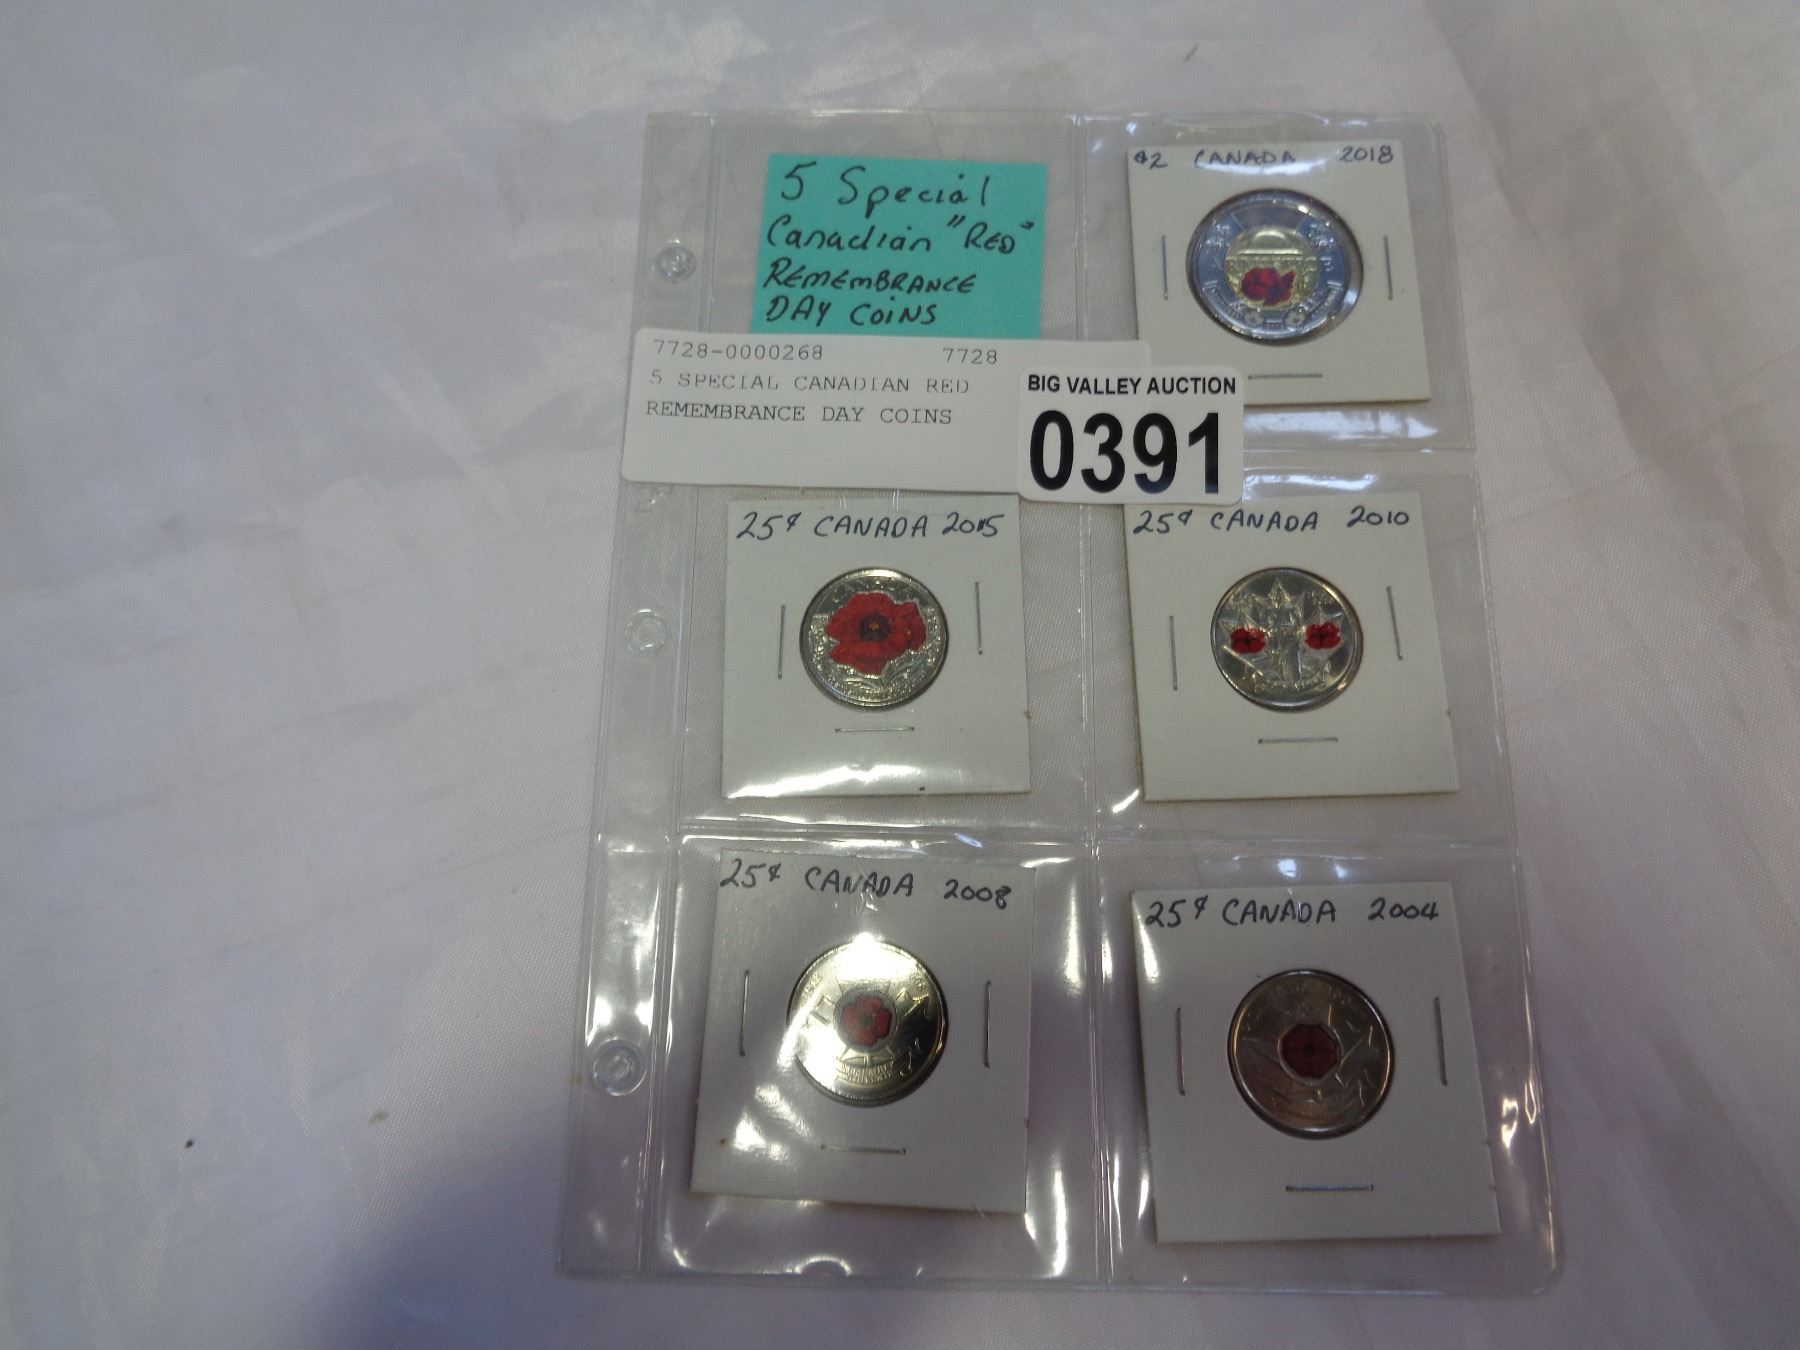 5 Special
Canadian "RED"
REMEMBRANCE
DAY COINS
$2 CANADA 2018
7728-0000268 7728
5 SPECIAL CANADIAN RED
REMEMBRANCE DAY COINS
BIG VALLEY AUCTION
0391
25¢ CANADA 2015
25¢ CANADA 2010
CANADA
25¢ CANADA 2008
25¢ CANADA 2004